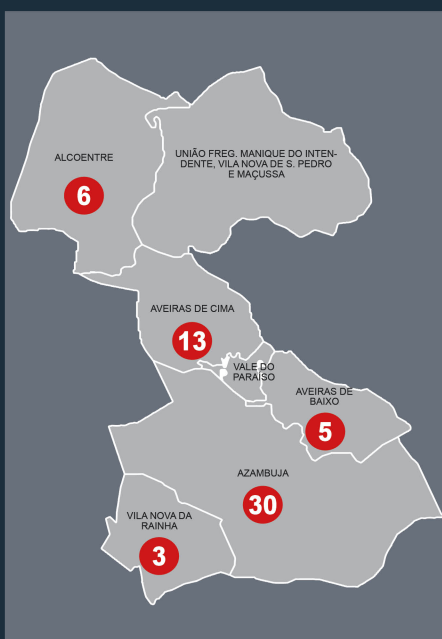 UNIÃO FREG. MANIQUE DO INTEN-
DENTE, VILA NOVA DE S. PEDRO
E MAÇUSSA
ALCOENTRE
6
AVEIRAS DE CIMA
13
VALE DO
PARAÍSO
AVEIRAS DE
BAIXO
5
AZAMBUJA
30
VILA NOVA DA
RAINHA
3